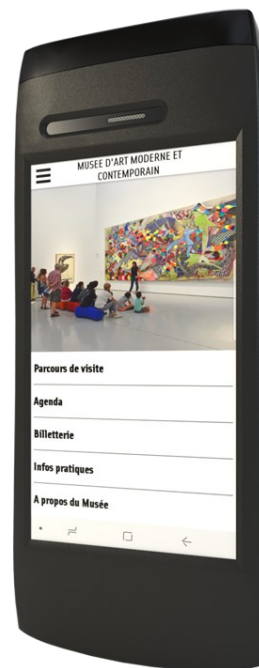 MUSEE D'ART MODERNE ET
CONTEMPORAIN
Parcours de visite
Agenda
Billetterie
Infos pratiques
A propos du Musée